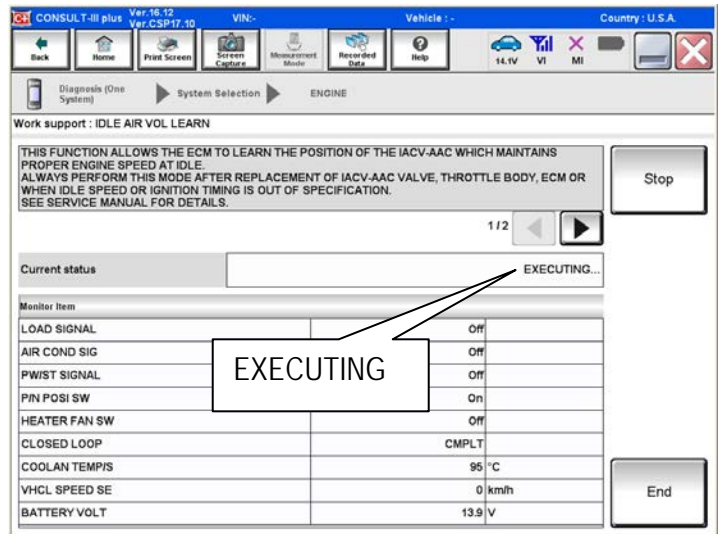 CONSULT-III plus Ver.16.12 Ver.CSP17.10 VIN:- Vehicle : - Country : U.S.A.
Back Home Print Screen Screen Capture Measurement Mode Recorded Data Help 14.1V VI MI
Diagnosis (One System) System Selection ENGINE
Work support : IDLE AIR VOL LEARN
THIS FUNCTION ALLOWS THE ECM TO LEARN THE POSITION OF THE IACV-AAC WHICH MAINTAINS
PROPER ENGINE SPEED AT IDLE.
ALWAYS PERFORM THIS MODE AFTER REPLACEMENT OF IACV-AAC VALVE, THROTTLE BODY, ECM OR
WHEN IDLE SPEED OR IGNITION TIMING IS OUT OF SPECIFICATION.
SEE SERVICE MANUAL FOR DETAILS.
Stop
1/2
Current status EXECUTING...
Monitor Item
LOAD SIGNAL Off
AIR COND SIG Off
PW/ST SIGNAL Off
P/N POSI SW On
HEATER FAN SW Off
CLOSED LOOP CMPLT
COOLAN TEMP/S 95 °C
VHCL SPEED SE 0 km/h
BATTERY VOLT 13.9 V
EXECUTING
End